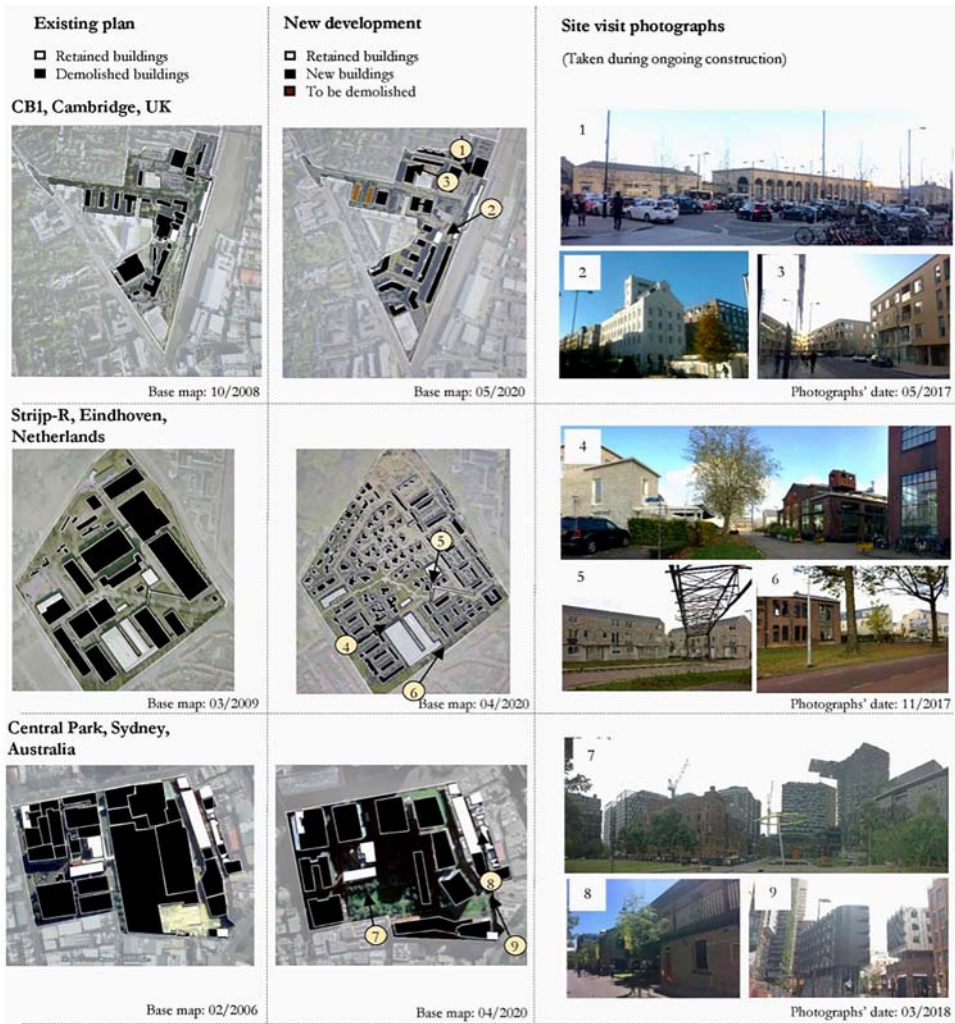 Existing plan
Retained buildings
Demolished buildings
New development
Retained buildings
New buildings
To be demolished
Site visit photographs
(Taken during ongoing construction)
CB1, Cambridge, UK
1
3
2
1
2
3
Base map: 10/2008
Base map: 05/2020
Photographs' date: 05/2017
Strijp-R, Eindhoven,
Netherlands
5
4
6
4
5
6
Base map: 03/2009
Base map: 04/2020
Photographs' date: 11/2017
Central Park, Sydney,
Australia
8
7
9
7
8
9
Base map: 02/2006
Base map: 04/2020
Photographs' date: 03/2018